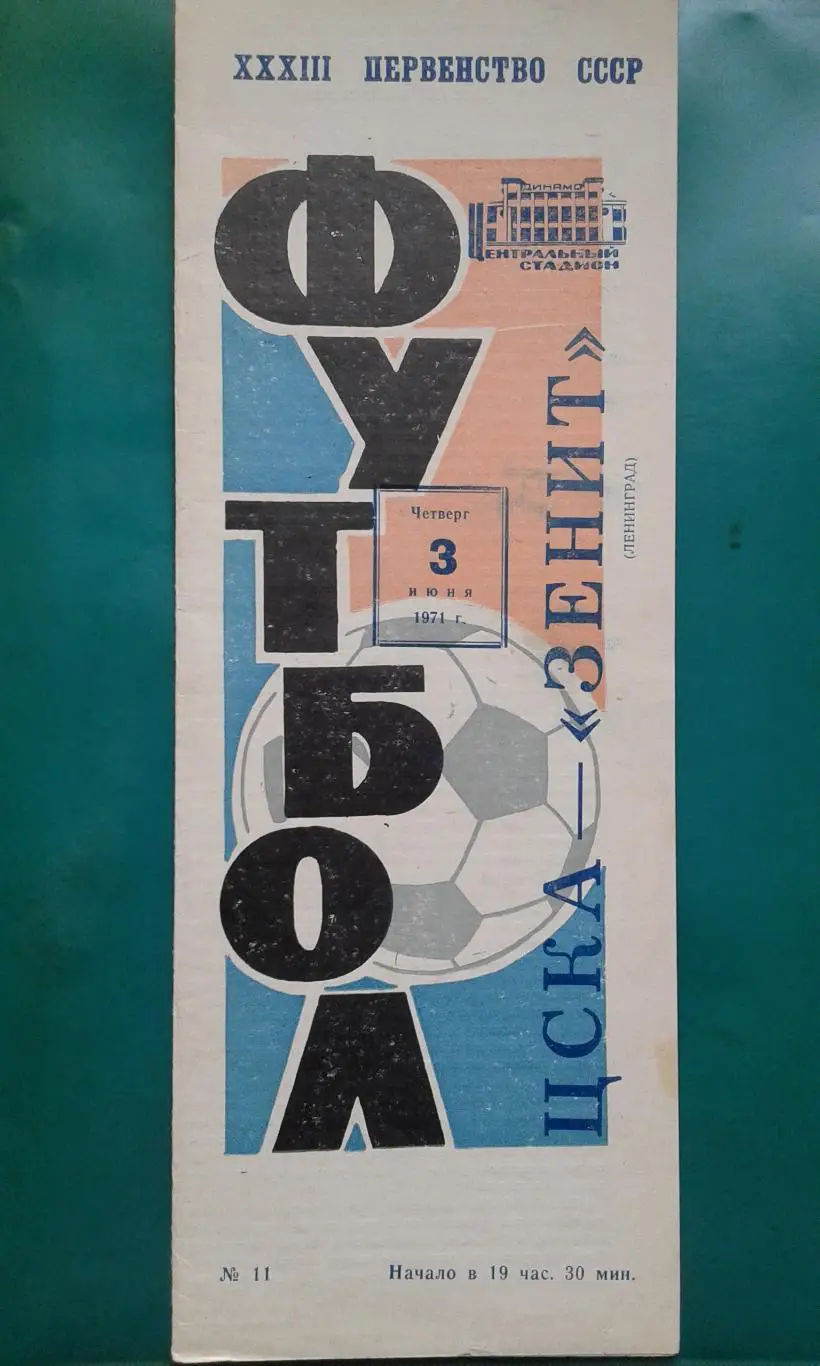 XXXIII ПЕРВЕНСТВО СССР
ДИНАМО
ЦЕНТРАЛЬНЫЙ
СТАДИОН
ФУТБОЛ
Четверг
3
июня
1971 г.
ЦСКА — «ЗЕНИТ»
(ЛЕНИНГРАД)
№ 11
Начало в 19 час. 30 мин.